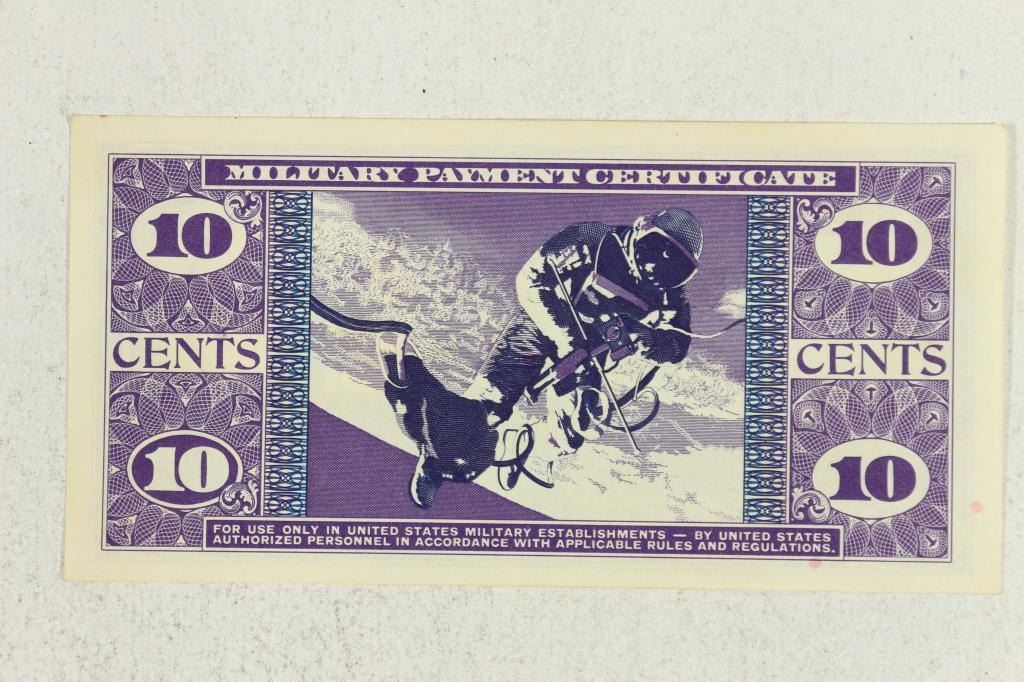 MILITARY PAYMENT CERTIFICATE
10
10
CENTS
CENTS
10
10
FOR USE ONLY IN UNITED STATES MILITARY ESTABLISHMENTS — BY UNITED STATES
AUTHORIZED PERSONNEL IN ACCORDANCE WITH APPLICABLE RULES AND REGULATIONS.